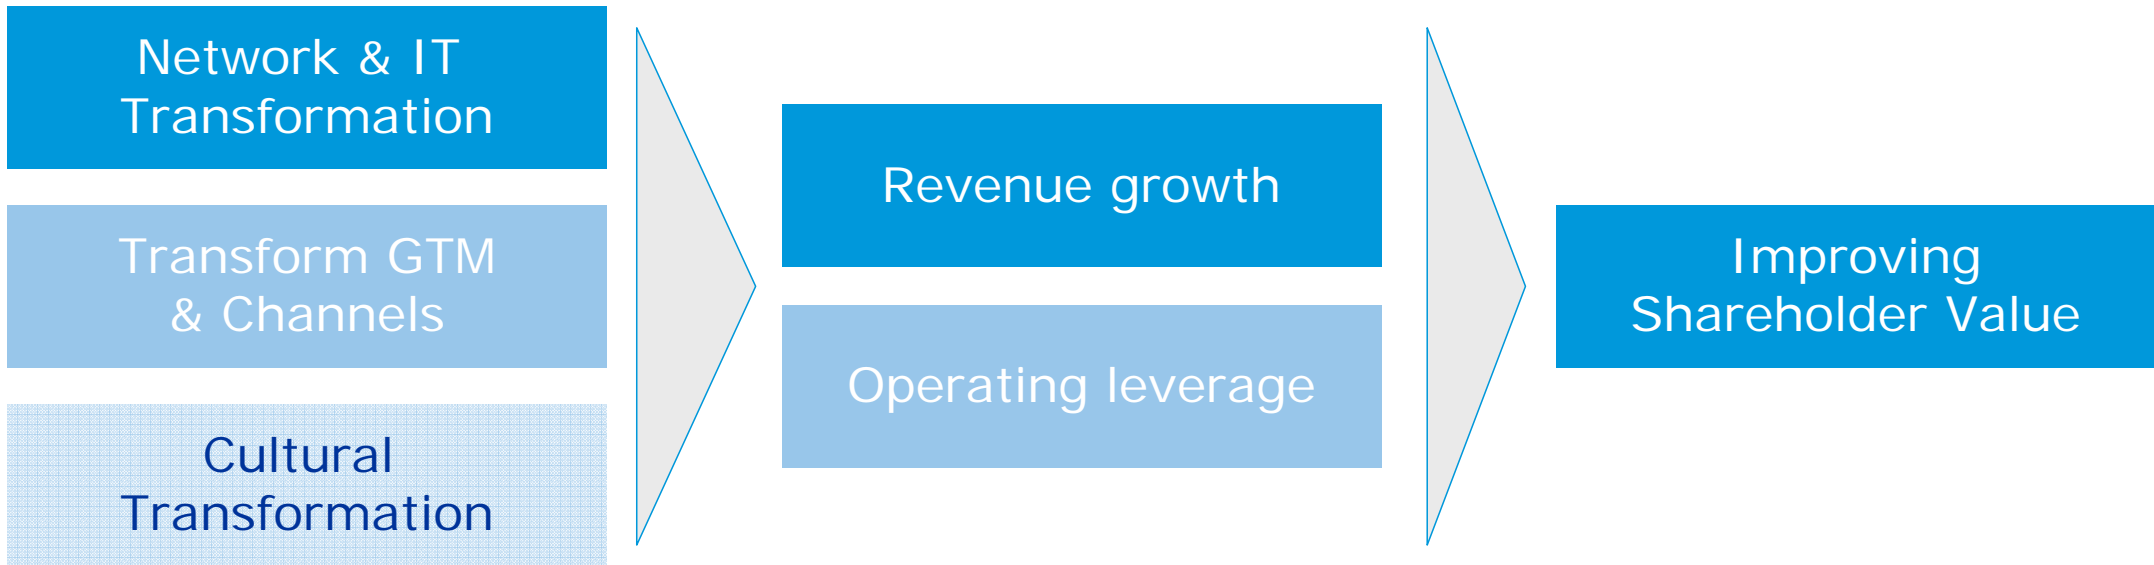 Network & IT
Transformation
Transform GTM
& Channels
Cultural
Transformation
Revenue growth
Operating leverage
Improving
Shareholder Value